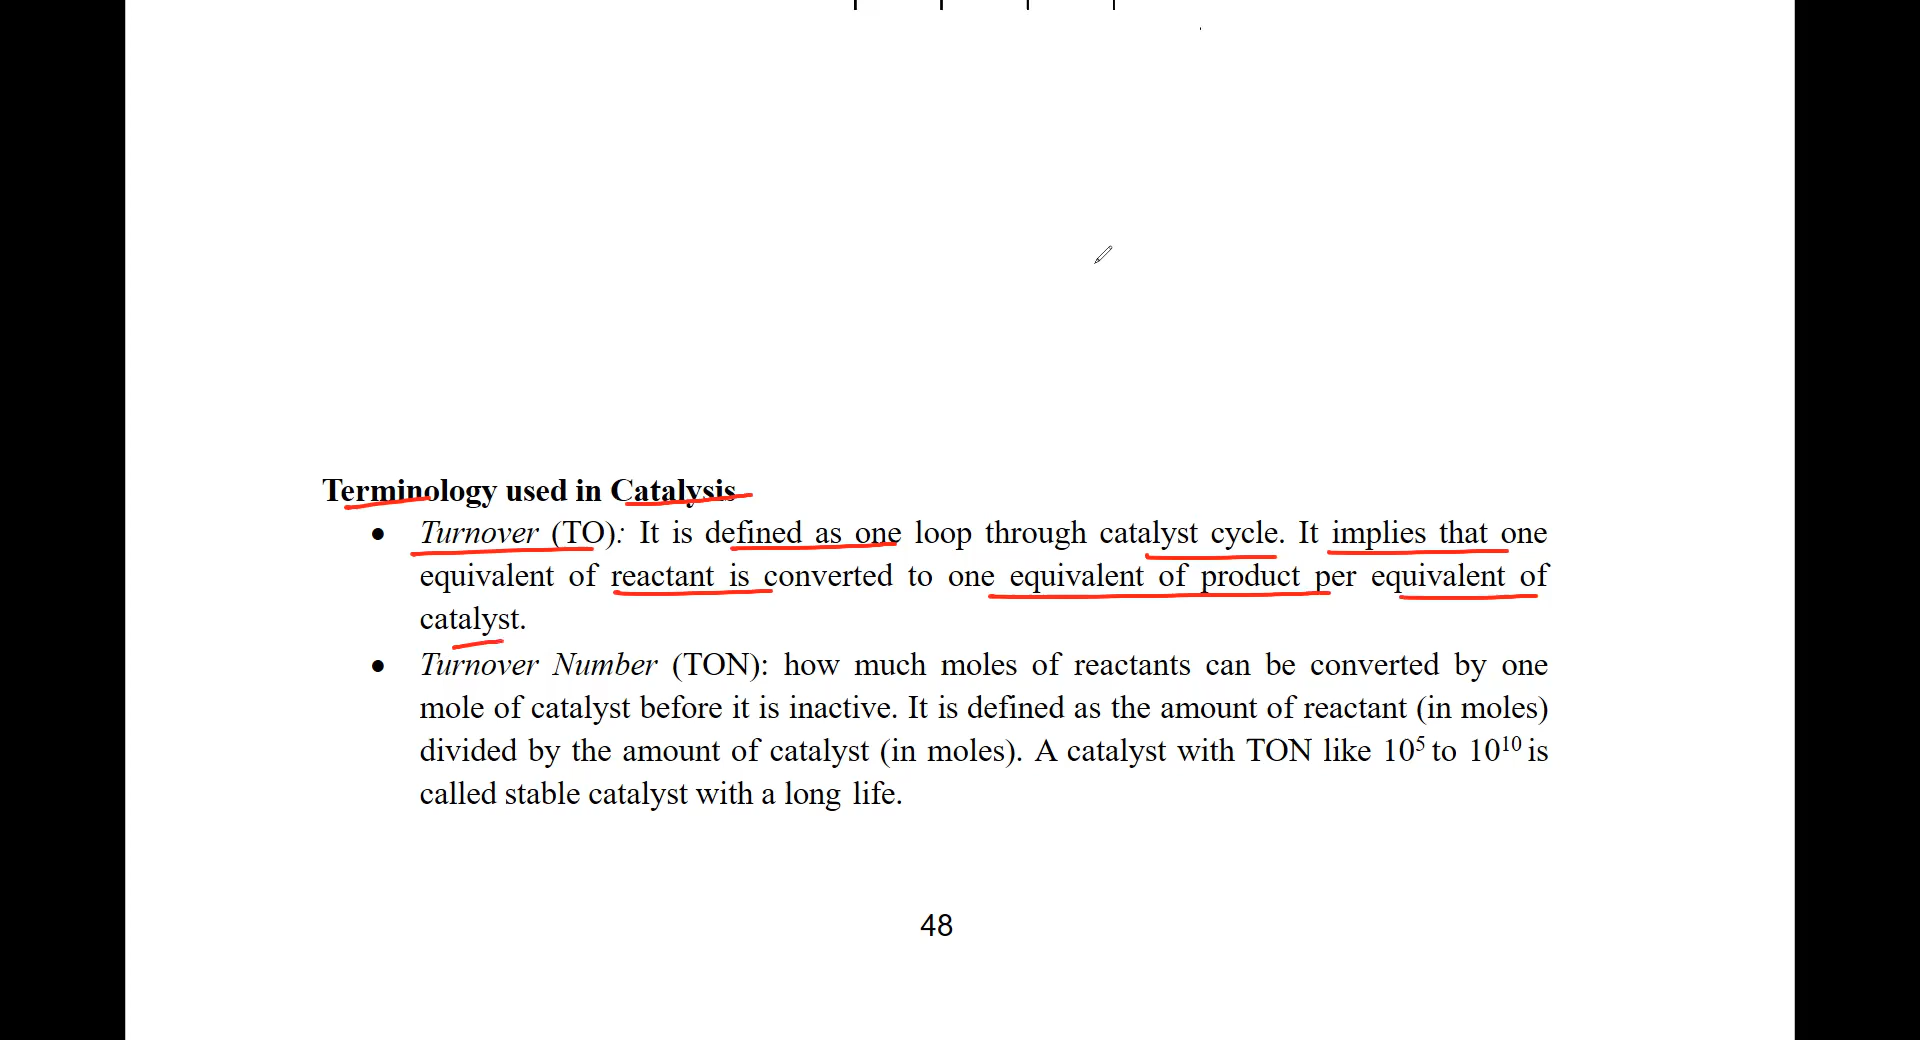 Terminology used in Catalysis
• Turnover (TO): It is defined as one loop through catalyst cycle. It implies that one
equivalent of reactant is converted to one equivalent of product per equivalent of
catalyst.
• Turnover Number (TON): how much moles of reactants can be converted by one
mole of catalyst before it is inactive. It is defined as the amount of reactant (in moles)
divided by the amount of catalyst (in moles). A catalyst with TON like 10⁵ to 10¹⁰ is
called stable catalyst with a long life.
48